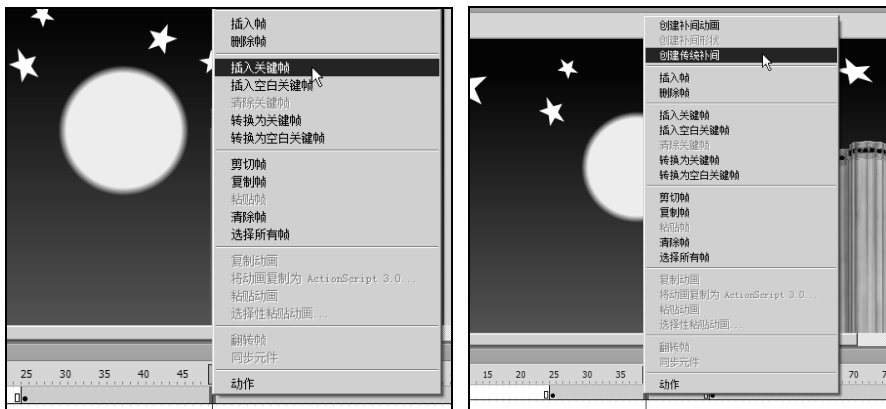 插入帧
删除帧
插入关键帧
插入空白关键帧
清除关键帧
转换为关键帧
转换为空白关键帧
剪切帧
复制帧
粘贴帧
清除帧
选择所有帧
复制动画
将动画复制为 ActionScript 3.0...
粘贴动画
选择性粘贴动画...
翻转帧
同步元件
动作
25 30 35 40 45
创建补间动画
创建补间形状
创建传统补间
插入帧
删除帧
插入关键帧
插入空白关键帧
清除关键帧
转换为关键帧
转换为空白关键帧
剪切帧
复制帧
粘贴帧
清除帧
选择所有帧
复制动画
将动画复制为 ActionScript 3.0...
粘贴动画
选择性粘贴动画...
翻转帧
同步元件
动作
15 20 25 30 35 70